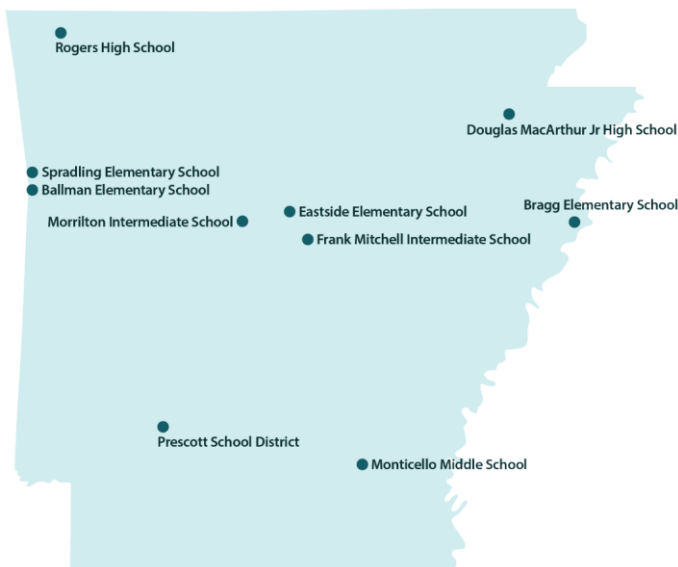 Rogers High School
Douglas MacArthur Jr High School
Spradling Elementary School
Ballman Elementary School
Bragg Elementary School
Eastside Elementary School
Morrilton Intermediate School
Frank Mitchell Intermediate School
Prescott School District
Monticello Middle School